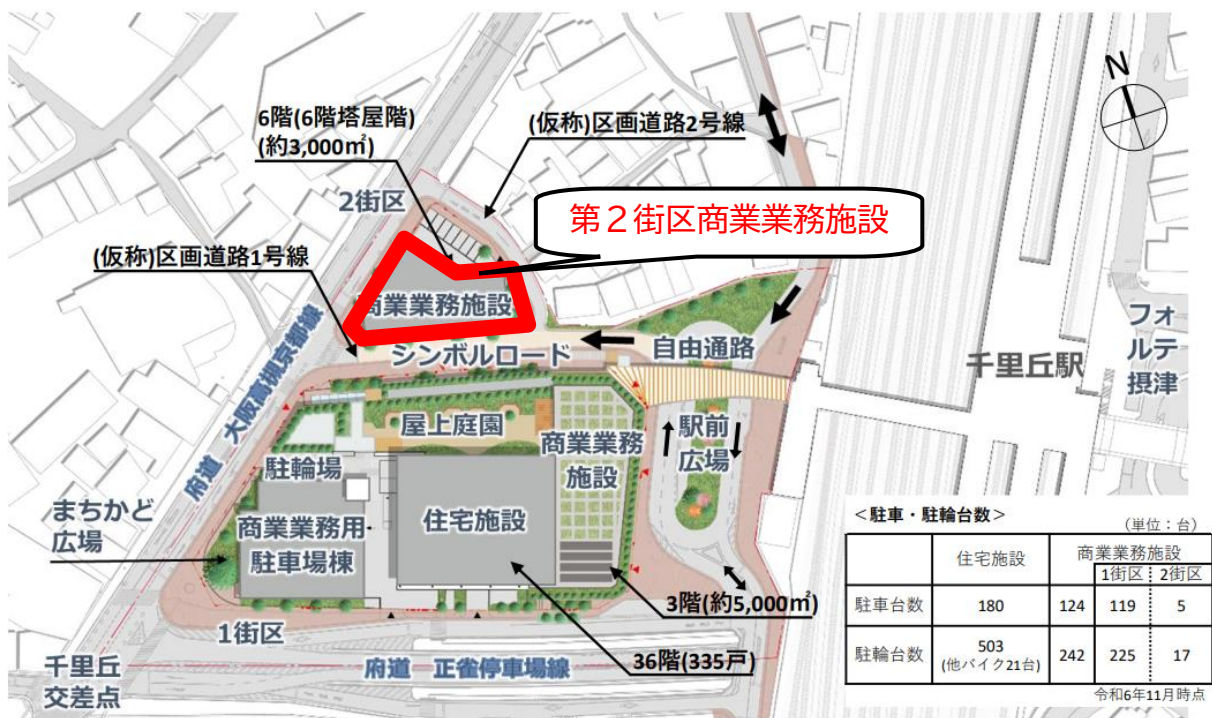 N
6階(6階塔屋階)
(約3,000㎡)
(仮称)区画道路2号線
2街区
第2街区商業業務施設
(仮称)区画道路1号線
商業業務施設
フォ
ルテ
摂津
シンボルロード
自由通路
千里丘駅
府道 大阪高槻京都線
屋上庭園
商業業務
施設
駅前
広場
駐輪場
まちかど
広場
商業業務用
駐車場棟
住宅施設
3階(約5,000㎡)
1街区
36階(335戸)
千里丘
交差点
府道 正雀停車場線
<駐車・駐輪台数>
(単位:台)
住宅施設 商業業務施設
1街区 2街区
駐車台数 180 124 119 5
駐輪台数 503 242 225 17
(他バイク21台)
令和6年11月時点